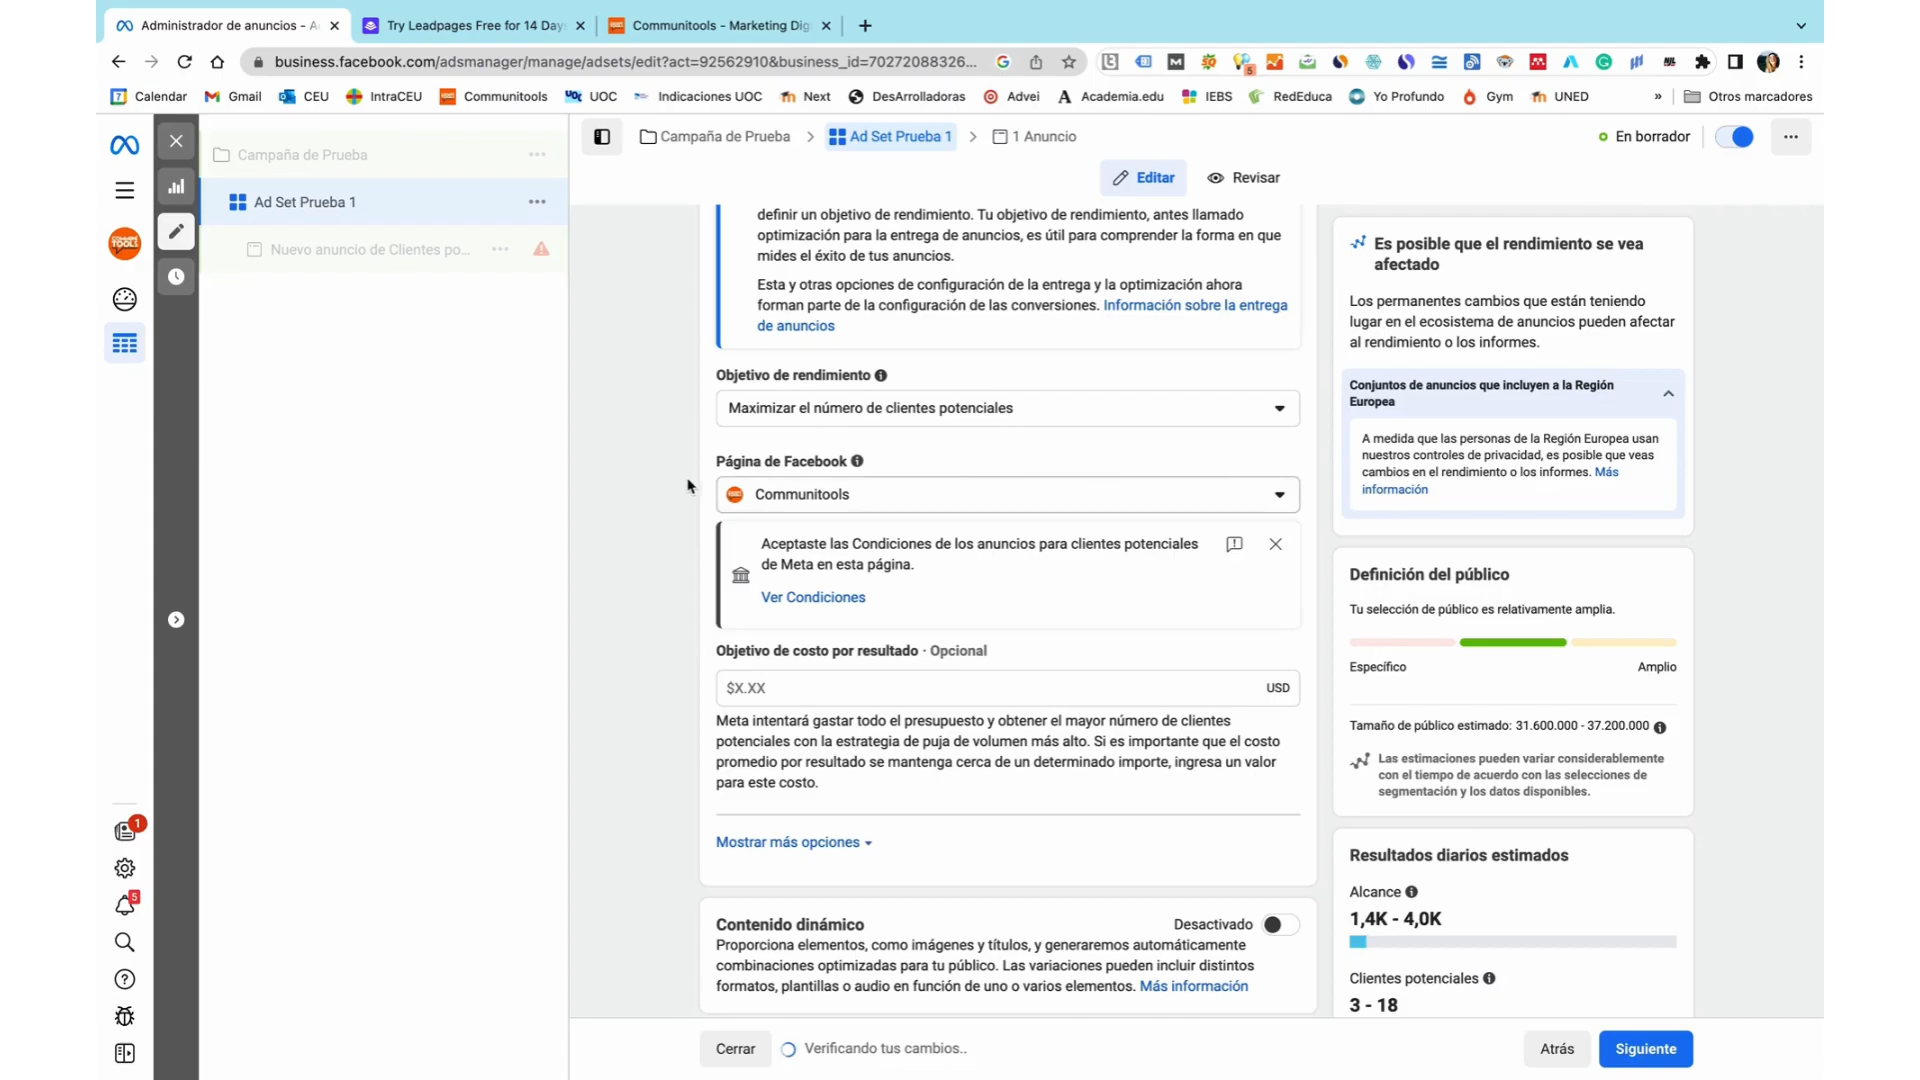 Administrador de anuncios - A
Try Leadpages Free for 14 Days
Communitools - Marketing Dig
business.facebook.com/adsmanager/manage/adsets/edit?act=92562910&business_id=70272088326...
5
Calendar
Gmail
CEU
IntraCEU
Communitools
UOC
Indicaciones UOC
Next
DesArrolladoras
Advei
Academia.edu
IEBS
RedEduca
Yo Profundo
Gym
UNED
»
Otros marcadores
Campaña de Prueba
Ad Set Prueba 1
Nuevo anuncio de Clientes po...
Campaña de Prueba
Ad Set Prueba 1
1 Anuncio
En borrador
Editar
Revisar
definir un objetivo de rendimiento. Tu objetivo de rendimiento, antes llamado
optimización para la entrega de anuncios, es útil para comprender la forma en que
mides el éxito de tus anuncios.
Esta y otras opciones de configuración de la entrega y la optimización ahora
forman parte de la configuración de las conversiones. Información sobre la entrega
de anuncios
Objetivo de rendimiento
Maximizar el número de clientes potenciales
Página de Facebook
Communitools
Aceptaste las Condiciones de los anuncios para clientes potenciales
de Meta en esta página.
Ver Condiciones
Objetivo de costo por resultado · Opcional
$X.XX
USD
Meta intentará gastar todo el presupuesto y obtener el mayor número de clientes
potenciales con la estrategia de puja de volumen más alto. Si es importante que el costo
promedio por resultado se mantenga cerca de un determinado importe, ingresa un valor
para este costo.
Mostrar más opciones
Contenido dinámico
Desactivado
Proporciona elementos, como imágenes y títulos, y generaremos automáticamente
combinaciones optimizadas para tu público. Las variaciones pueden incluir distintos
formatos, plantillas o audio en función de uno o varios elementos. Más información
Es posible que el rendimiento se vea
afectado
Los permanentes cambios que están teniendo
lugar en el ecosistema de anuncios pueden afectar
al rendimiento o los informes.
Conjuntos de anuncios que incluyen a la Región
Europea
A medida que las personas de la Región Europea usan
nuestros controles de privacidad, es posible que veas
cambios en el rendimiento o los informes. Más
información
Definición del público
Tu selección de público es relativamente amplia.
Específico
Amplio
Tamaño de público estimado: 31.600.000 - 37.200.000
Las estimaciones pueden variar considerablemente
con el tiempo de acuerdo con las selecciones de
segmentación y los datos disponibles.
Resultados diarios estimados
Alcance
1,4K - 4,0K
Clientes potenciales
3 - 18
1
5
Cerrar
Verificando tus cambios..
Atrás
Siguiente